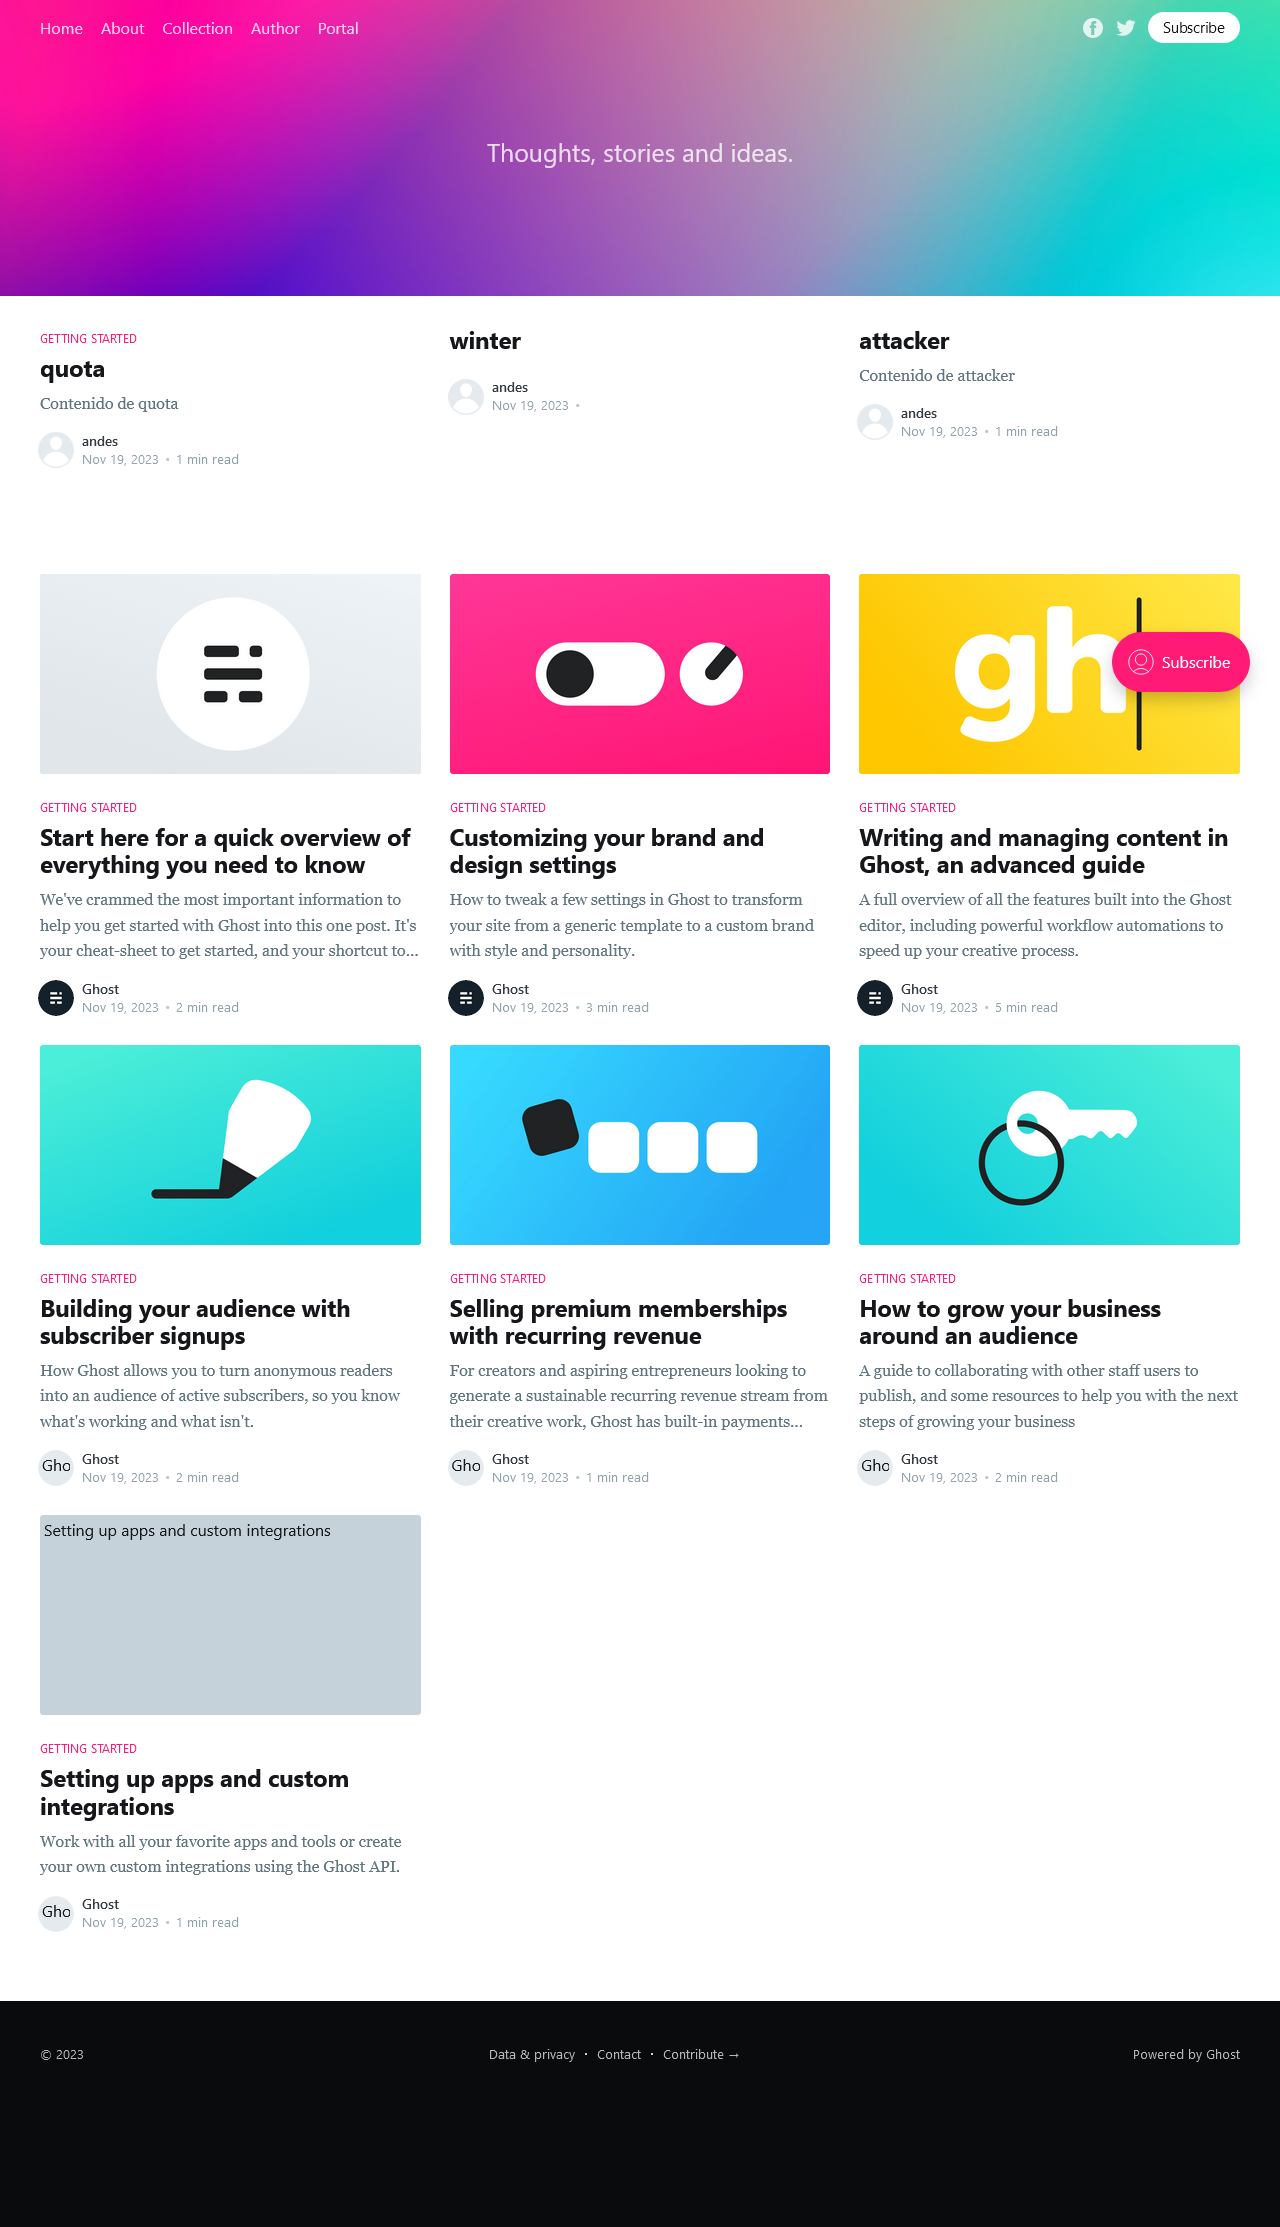 Home About Collection Author Portal Subscribe
Thoughts, stories and ideas.
GETTING STARTED
quota
Contenido de quota
andes
Nov 19, 2023 • 1 min read
winter
andes
Nov 19, 2023 •
attacker
Contenido de attacker
andes
Nov 19, 2023 • 1 min read
gh
Subscribe
GETTING STARTED
Start here for a quick overview of
everything you need to know
We've crammed the most important information to
help you get started with Ghost into this one post. It's
your cheat-sheet to get started, and your shortcut to…
Ghost
Nov 19, 2023 • 2 min read
GETTING STARTED
Customizing your brand and
design settings
How to tweak a few settings in Ghost to transform
your site from a generic template to a custom brand
with style and personality.
Ghost
Nov 19, 2023 • 3 min read
GETTING STARTED
Writing and managing content in
Ghost, an advanced guide
A full overview of all the features built into the Ghost
editor, including powerful workflow automations to
speed up your creative process.
Ghost
Nov 19, 2023 • 5 min read
GETTING STARTED
Building your audience with
subscriber signups
How Ghost allows you to turn anonymous readers
into an audience of active subscribers, so you know
what's working and what isn't.
Gho
Ghost
Nov 19, 2023 • 2 min read
GETTING STARTED
Selling premium memberships
with recurring revenue
For creators and aspiring entrepreneurs looking to
generate a sustainable recurring revenue stream from
their creative work, Ghost has built-in payments…
Gho
Ghost
Nov 19, 2023 • 1 min read
GETTING STARTED
How to grow your business
around an audience
A guide to collaborating with other staff users to
publish, and some resources to help you with the next
steps of growing your business
Gho
Ghost
Nov 19, 2023 • 2 min read
Setting up apps and custom integrations
GETTING STARTED
Setting up apps and custom
integrations
Work with all your favorite apps and tools or create
your own custom integrations using the Ghost API.
Gho
Ghost
Nov 19, 2023 • 1 min read
© 2023
Data & privacy • Contact • Contribute →
Powered by Ghost